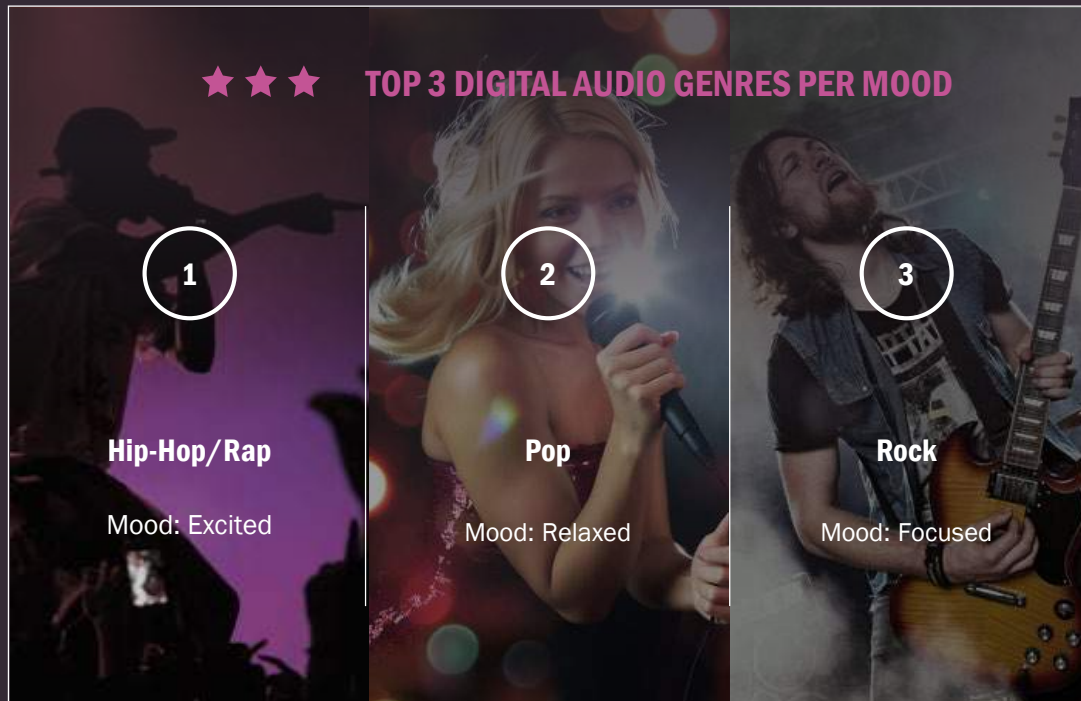 TOP 3 DIGITAL AUDIO GENRES PER MOOD
1
Hip-Hop/Rap
Mood: Excited
2
Pop
Mood: Relaxed
3
Rock
Mood: Focused